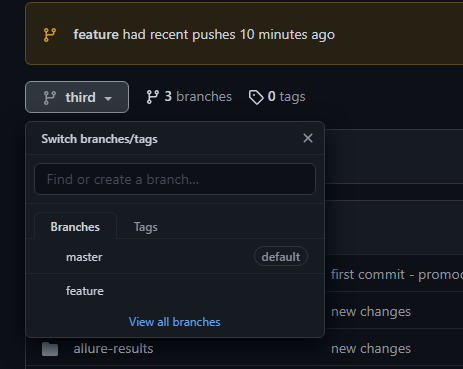 feature had recent pushes 10 minutes ago
third
3 branches
0 tags
Switch branches/tags
Find or create a branch...
Branches
Tags
master
default
feature
View all branches
first commit - promoc
new changes
allure-results
new changes